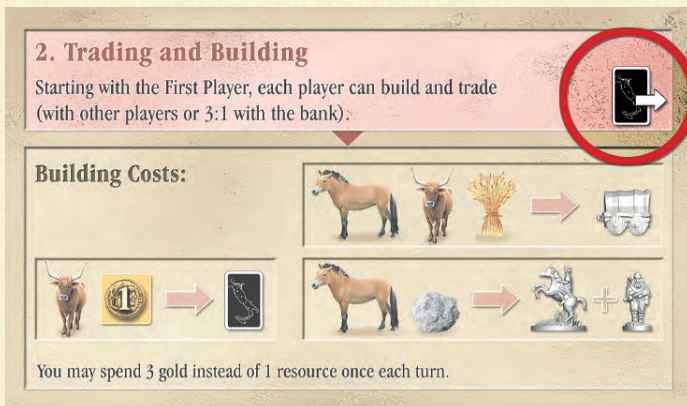 2. Trading and Building
Starting with the First Player, each player can build and trade
(with other players or 3:1 with the bank).
Building Costs:
1
You may spend 3 gold instead of 1 resource once each turn.